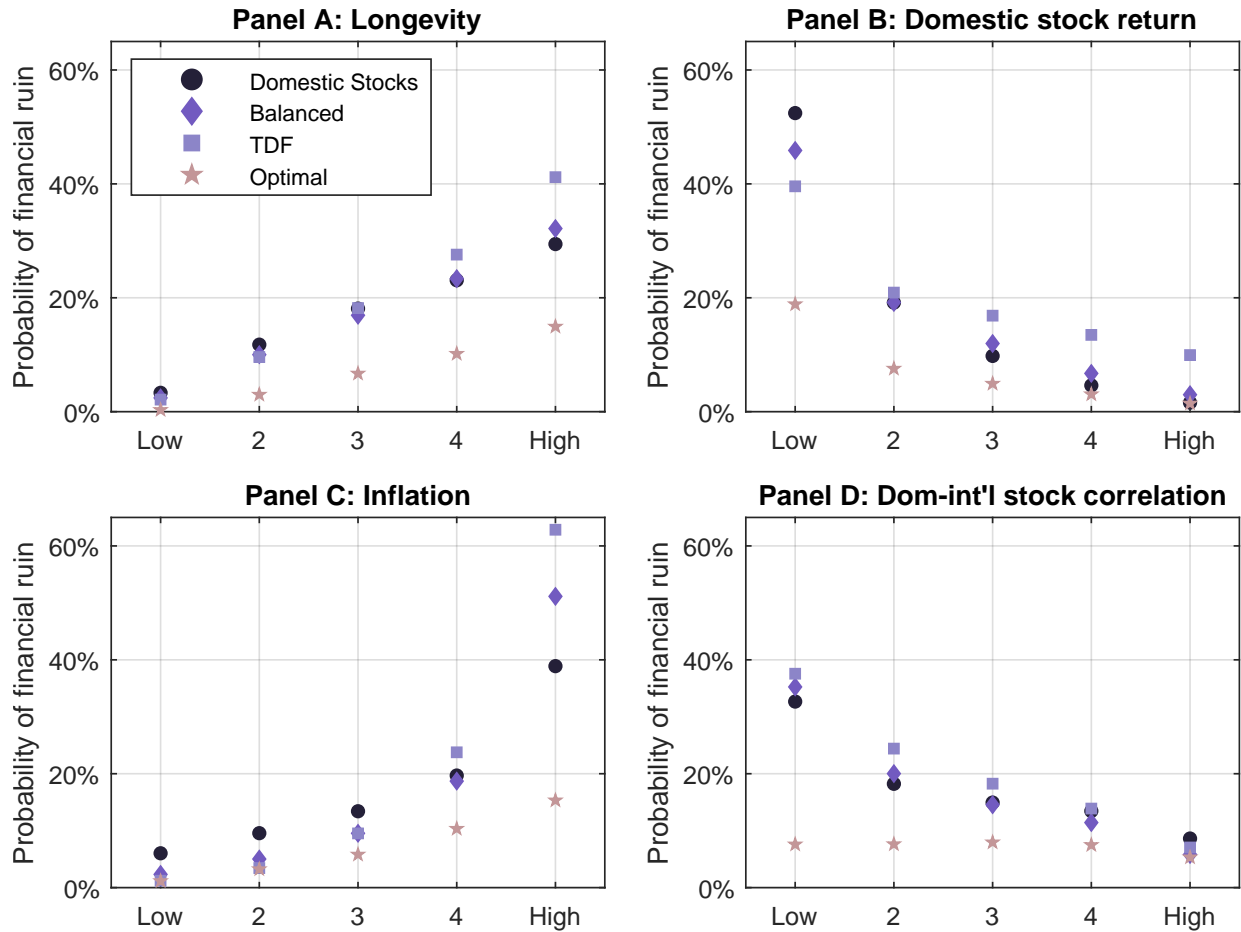 Panel A: Longevity
Probability of financial ruin
60%
40%
20%
0%
Domestic Stocks
Balanced
TDF
Optimal
Low 2 3 4 High
Panel B: Domestic stock return
Probability of financial ruin
60%
40%
20%
0%
Low 2 3 4 High
Panel C: Inflation
Probability of financial ruin
60%
40%
20%
0%
Low 2 3 4 High
Panel D: Dom-int'l stock correlation
Probability of financial ruin
60%
40%
20%
0%
Low 2 3 4 High